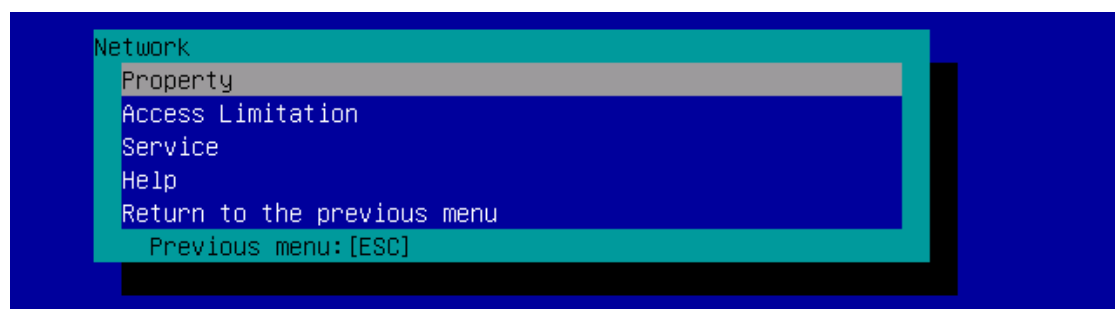 Network
Property
Access Limitation
Service
Help
Return to the previous menu
Previous menu:[ESC]